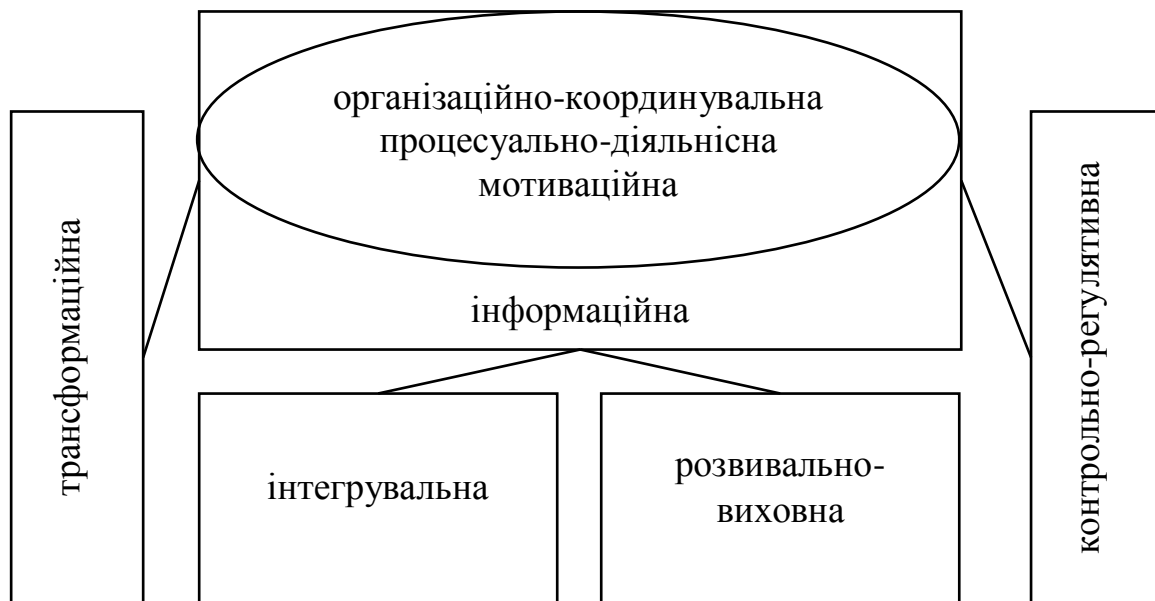 організаційно-координувальна
процесуально-діяльнісна
мотиваційна
інформаційна
трансформаційна
інтегрувальна
розвивально-
виховна
контрольно-регулятивна